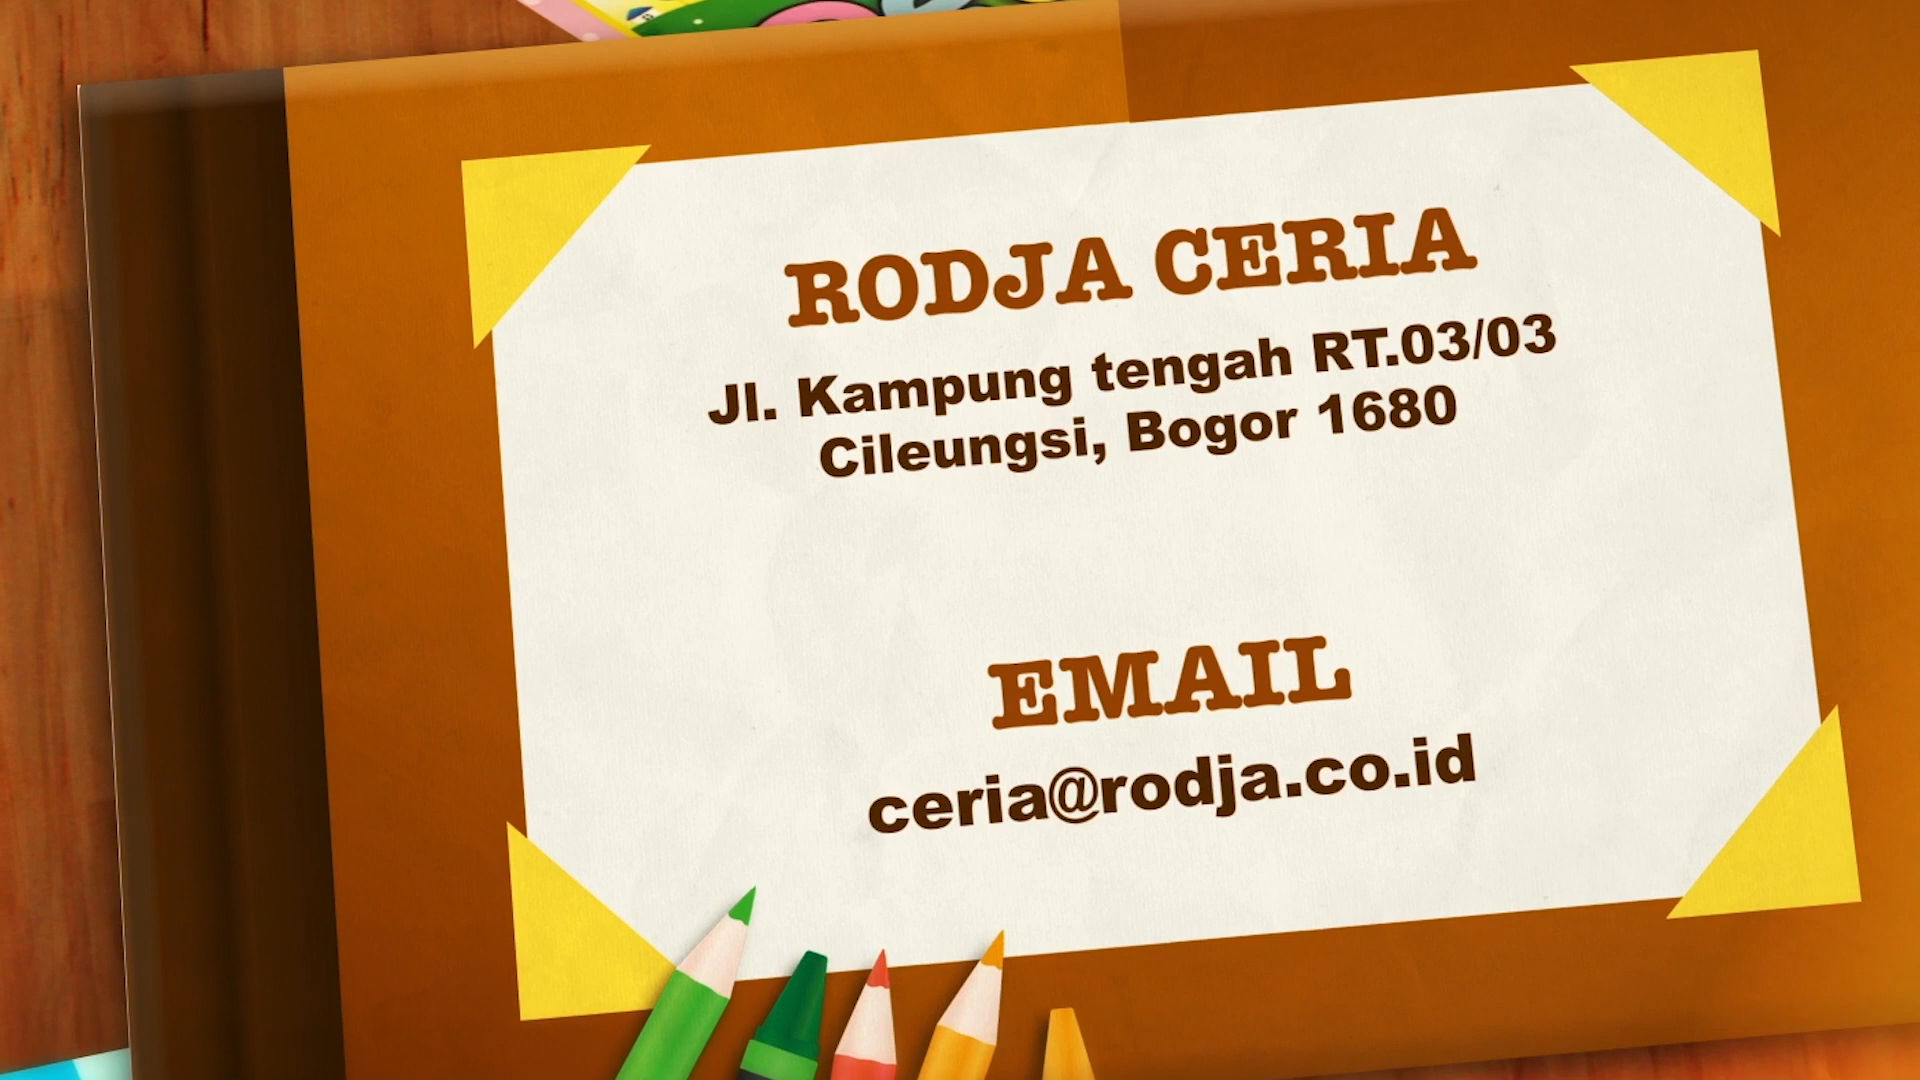 RODJA CERIA
Jl. Kampung tengah RT.03/03
Cileungsi, Bogor 1680
EMAIL
ceria@rodja.co.id